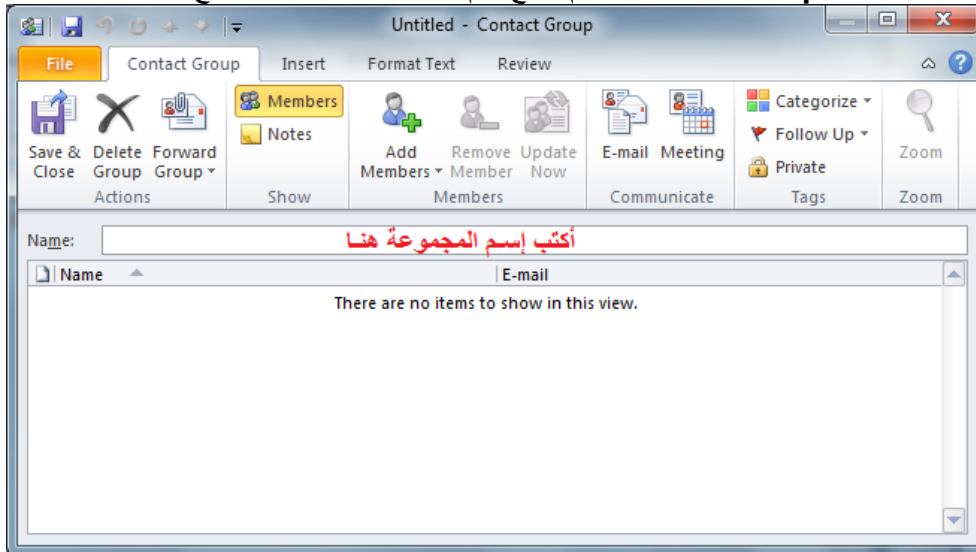 Untitled - Contact Group
File Contact Group Insert Format Text Review
Members Categorize
Notes Follow Up
Save & Close Delete Group Forward Group Add Members Remove Member Update Now E-mail Meeting Private Zoom
Actions Show Members Communicate Tags Zoom
Name: أكتب إسم المجموعة هنا
Name E-mail
There are no items to show in this view.